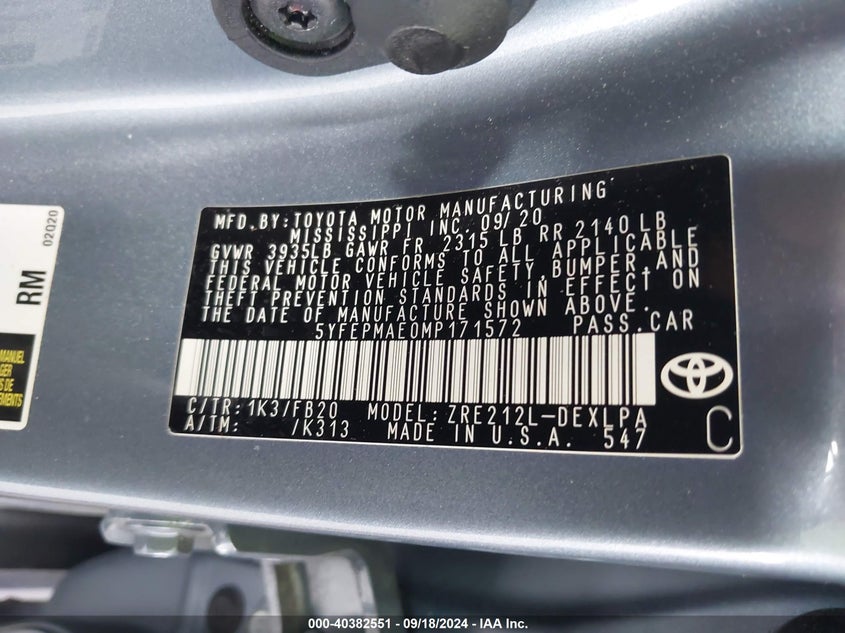 MFD. BY: TOYOTA MOTOR MANUFACTURING
MISSISSIPPI INC. 09/20
GVWR 3935LB GAWR FR 2315 LB RR 2140 LB
THIS VEHICLE CONFORMS TO ALL APPLICABLE
FEDERAL MOTOR VEHICLE SAFETY, BUMPER, AND
THEFT PREVENTION STANDARDS IN EFFECT ON
THE DATE OF MANUFACTURE SHOWN ABOVE.
5YFEPMAE0MP171572 PASS.CAR
C/TR: 1K3/FB20 MODEL: ZRE212L-DEXLPA
A/TM: /K313 MADE IN U.S.A. 547
C
02020
RM
MANUEL
000-40382551 - 09/18/2024 - IAA Inc.